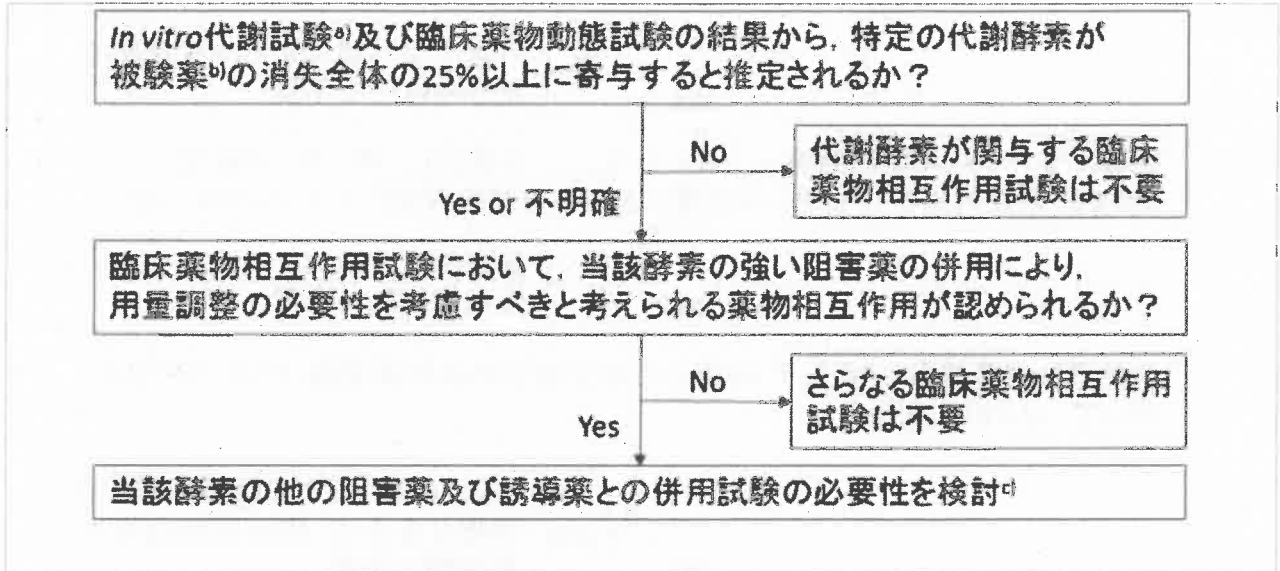 In vitro代謝試験a)及び臨床薬物動態試験の結果から，特定の代謝酵素が
被験薬b)の消失全体の25%以上に寄与すると推定されるか？
No
代謝酵素が関与する臨床
薬物相互作用試験は不要
Yes or 不明確
臨床薬物相互作用試験において，当該酵素の強い阻害薬の併用により，
用量調整の必要性を考慮すべきと考えられる薬物相互作用が認められるか？
No
さらなる臨床薬物相互作用
試験は不要
Yes
当該酵素の他の阻害薬及び誘導薬との併用試験の必要性を検討c)